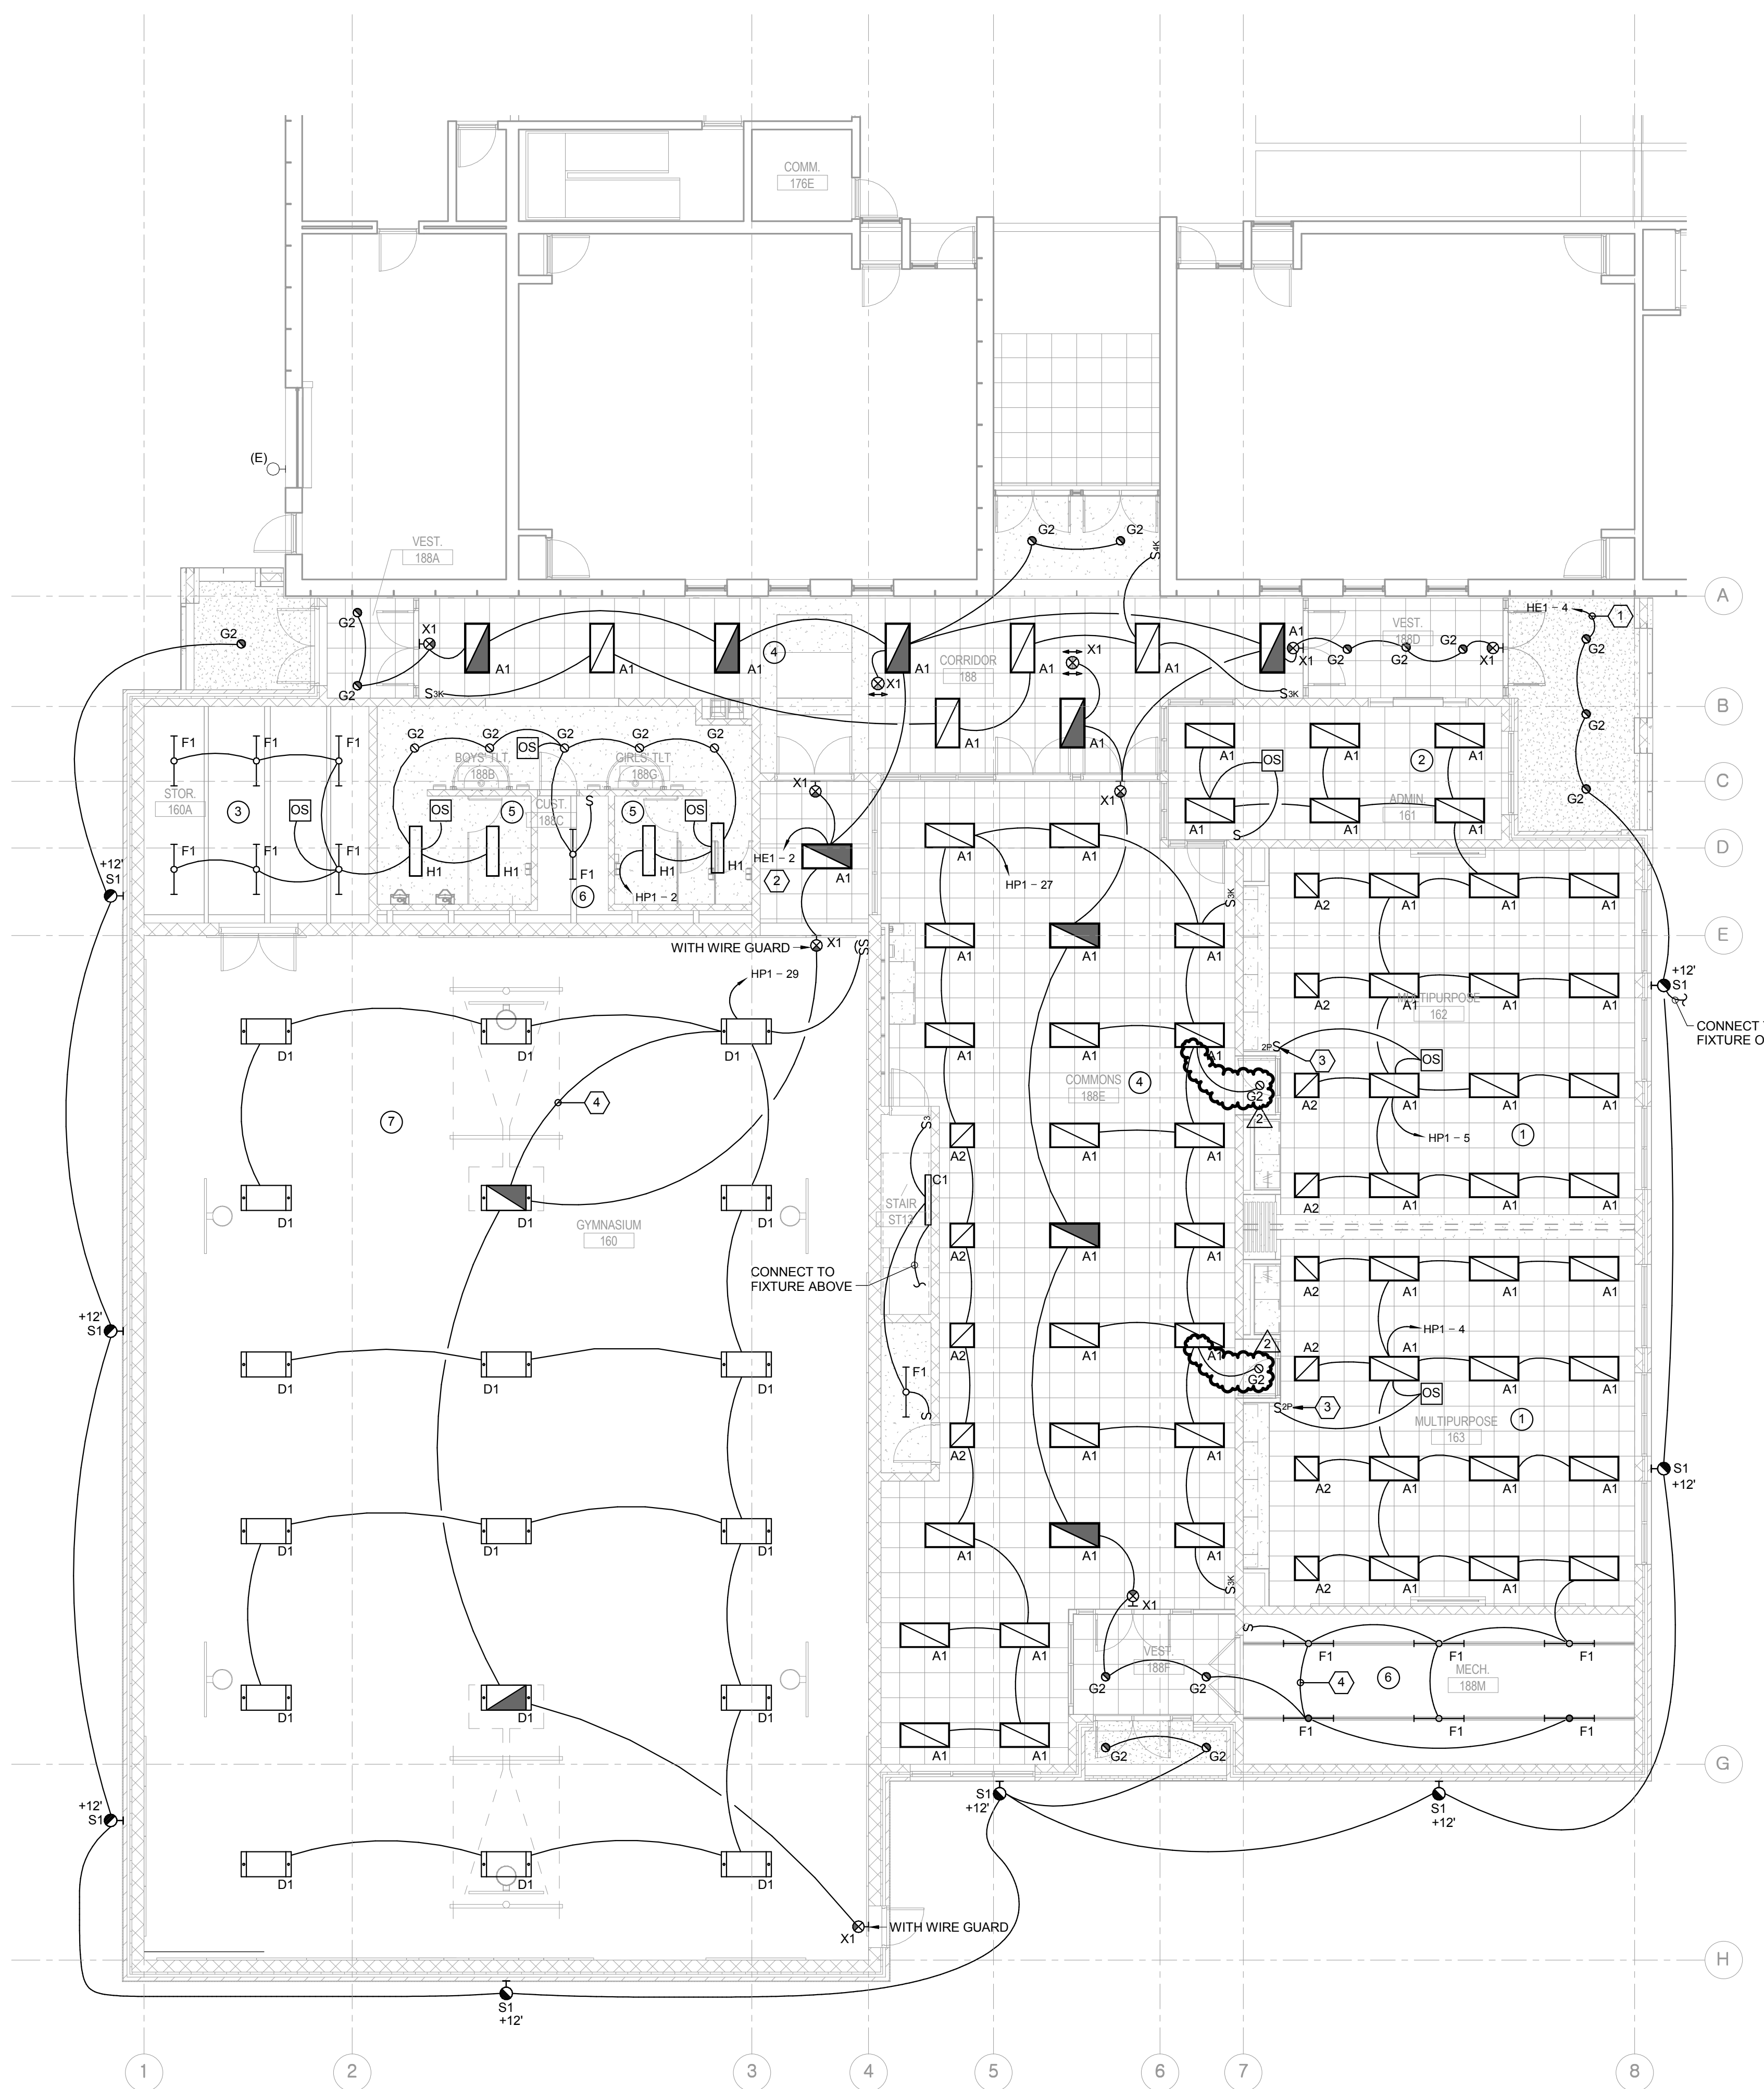 COMM.
176E
(E)
VEST.
188A
G2
G2
S4K
A
HE1 - 4
1
G2
G2
X1
A1
A1
A1
4
A1
CORRIDOR
188
X1
A1
A1
A1
X1
VEST.
188D
G2
G2
G2
X1
G2
G2
S3K
X1
S3K
B
F1
F1
F1
G2
G2
G2
G2
G2
OS
BOYS' TLT.
188B
GIRLS' TLT.
188G
A1
A1
A1
A1
A1
2
OS
G2
C
STOR.
160A
3
OS
OS
5
CUST.
188C
S
5
OS
X1
X1
ADMIN.
161
A1
A1
A1
S
G2
F1
F1
F1
H1
H1
F1
6
H1
H1
HP1 - 2
HE1 - 2
2
A1
A1
A1
HP1 - 27
D
+12'
S1
S3K
A2
A1
A1
A1
WITH WIRE GUARD
X1
S
A1
A1
A1
E
HP1 - 29
+12'
S1
CONNECT T
FIXTURE O
D1
D1
D1
A1
A1
A1
A2
A1
A1
A1
MULTIPURPOSE
162
2PS
3
OS
4
7
COMMONS
188E
4
G2
2
A2
A1
A1
A1
HP1 - 5
1
S3
A2
A1
A1
C1
STAIR
ST13
D1
D1
D1
GYMNASIUM
160
A2
A1
A1
A1
A2
A1
A1
CONNECT TO
FIXTURE ABOVE
A2
A1
A1
A1
+12'
S1
HP1 - 4
A2
A1
A2
A1
A1
2
G2
A1
A1
OS
D1
D1
D1
F1
S
S2P
3
MULTIPURPOSE
163
1
A2
A1
A1
S1
+12'
A2
A1
A1
A1
D1
D1
D1
A1
A1
A1
S3K
A2
A1
A1
A1
X1
S
A1
A1
VEST.
188F
G2
G2
F1
F1
F1
4
6
MECH.
188M
D1
D1
D1
F1
F1
F1
A1
A1
G2
G2
G
+12'
S1
S1
+12'
S1
+12'
D1
D1
D1
X1
WITH WIRE GUARD
H
S1
+12'
1
2
3
4
5
6
7
8